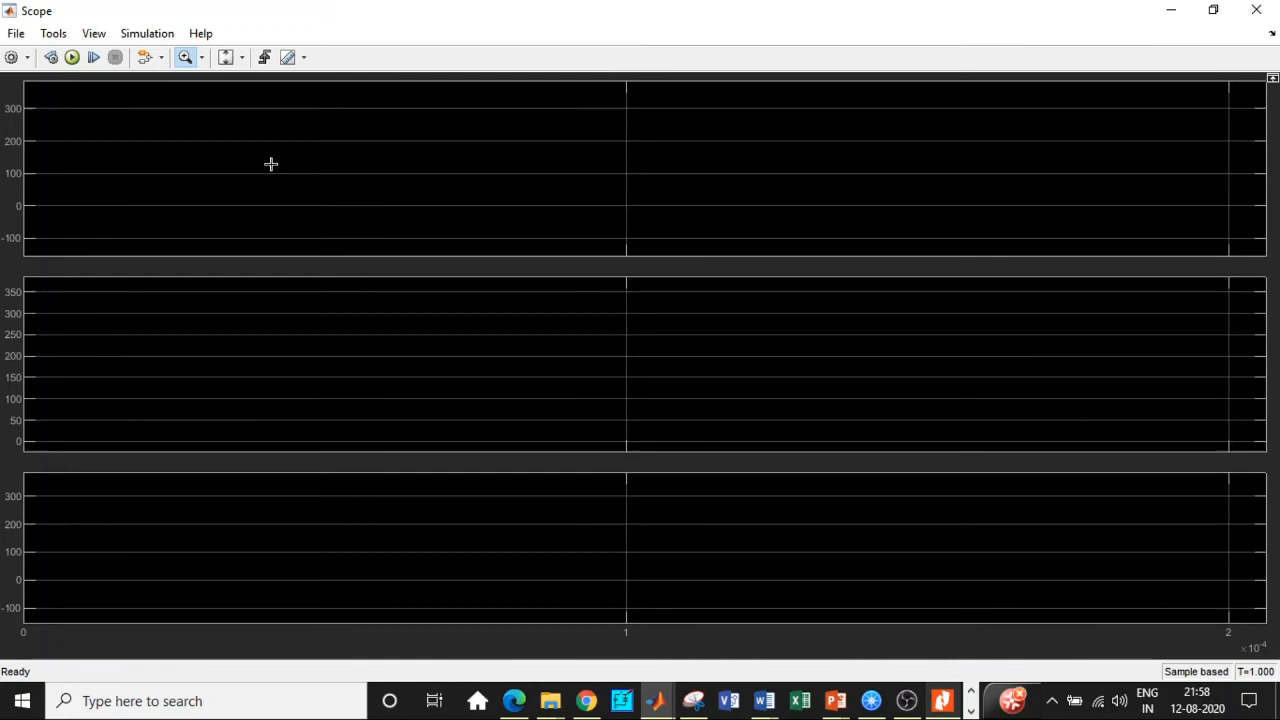 Scope
File Tools View Simulation Help
300
200
100
0
-100
350
300
250
200
150
100
50
0
300
200
100
0
-100
0 1 2
×10⁻⁴
Ready Sample based T=1.000
Type here to search
ENG 21:58
IN 12-08-2020